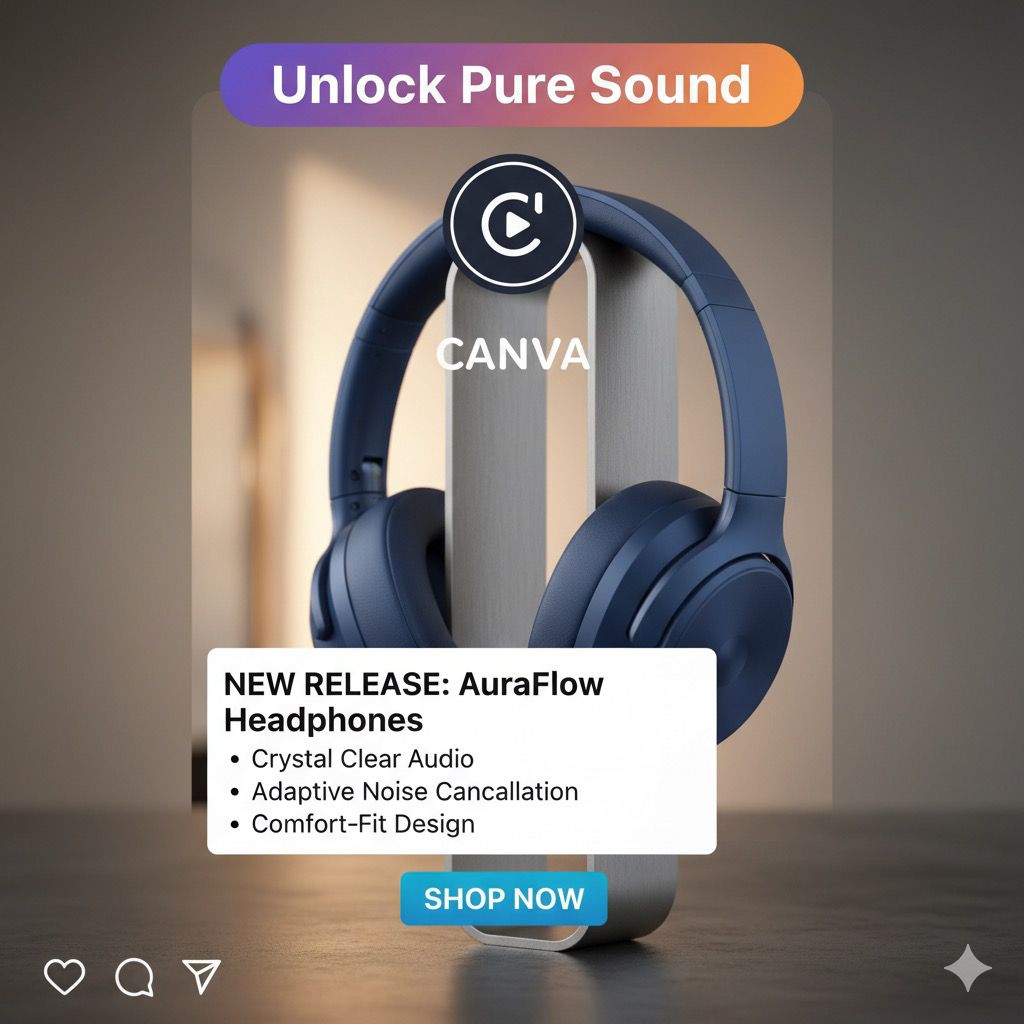 Unlock Pure Sound
CANVA
NEW RELEASE: AuraFlow
Headphones
• Crystal Clear Audio
• Adaptive Noise Cancallation
• Comfort-Fit Design
SHOP NOW